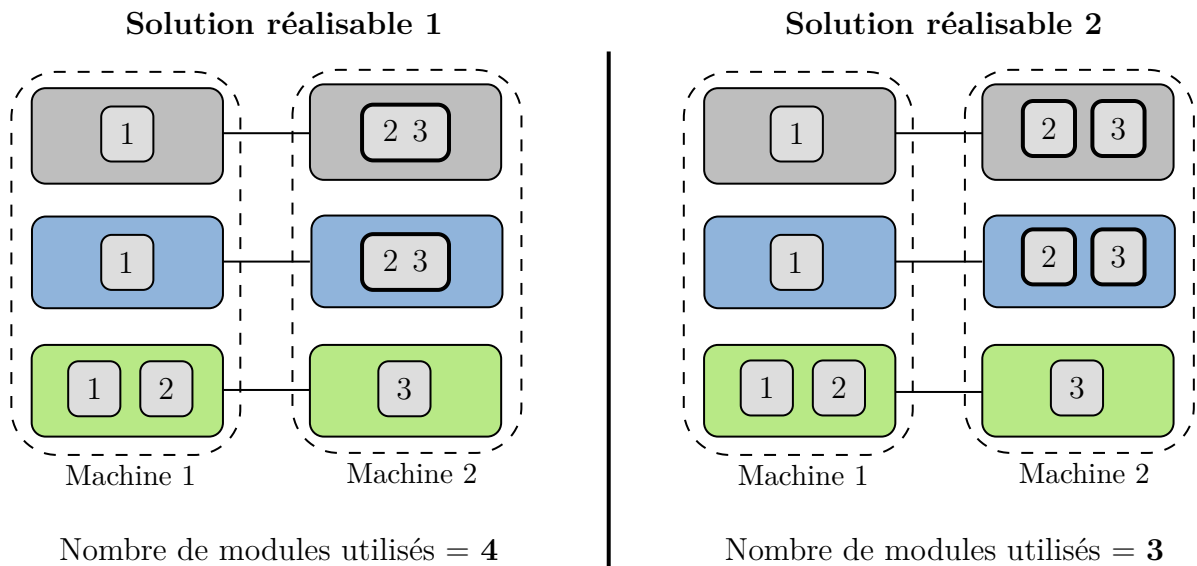 Solution réalisable 1
1
2 3
1
2 3
1 2
3
Machine 1
Machine 2
Nombre de modules utilisés = 4
Solution réalisable 2
1
2 3
1
2 3
1 2
3
Machine 1
Machine 2
Nombre de modules utilisés = 3